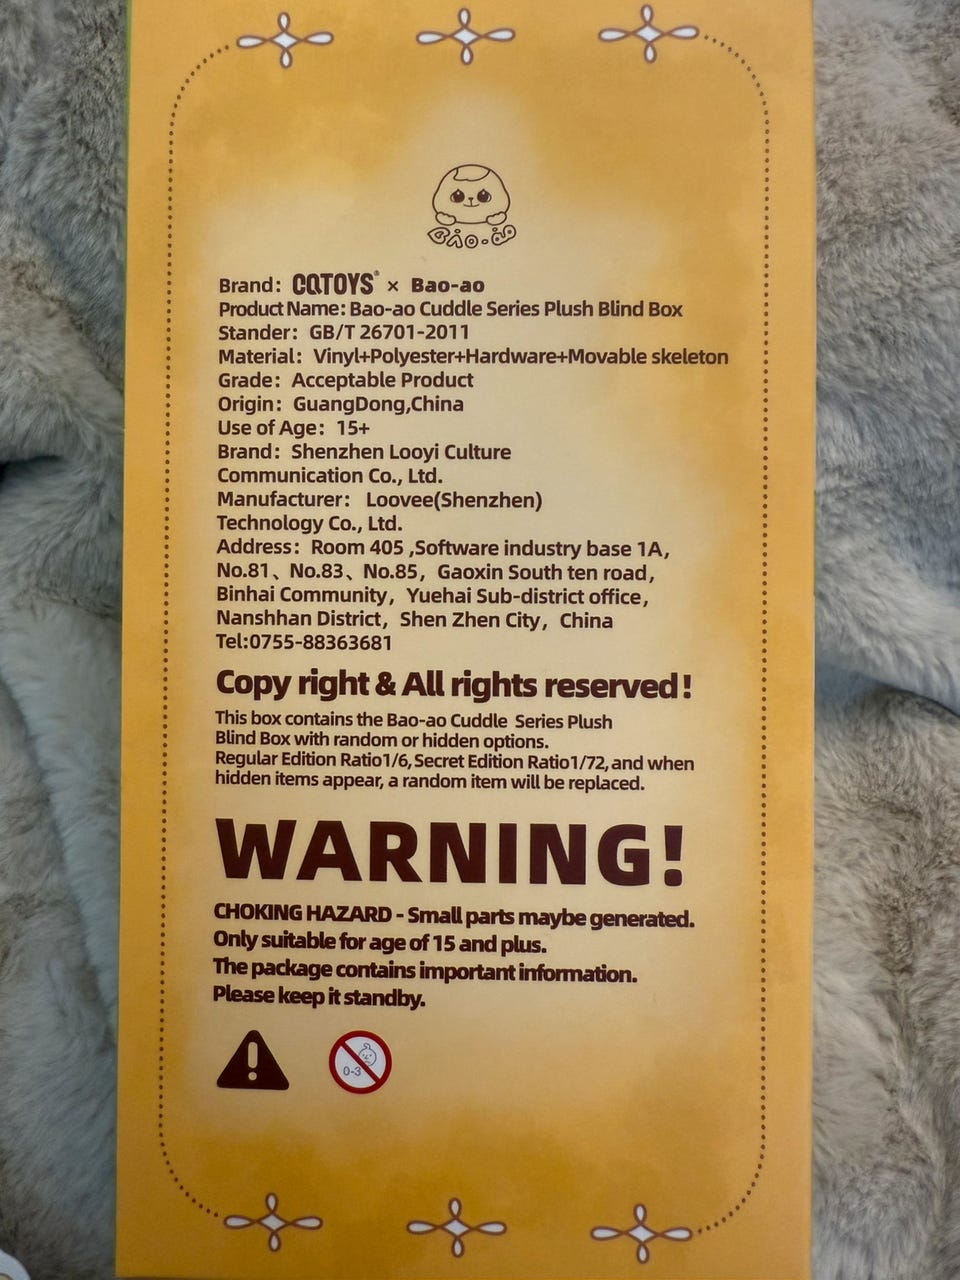 Bao-ao
Brand: CQTOYS® × Bao-ao
Product Name: Bao-ao Cuddle Series Plush Blind Box
Stander: GB/T 26701-2011
Material: Vinyl+Polyester+Hardware+Movable skeleton
Grade: Acceptable Product
Origin: GuangDong,China
Use of Age: 15+
Brand: Shenzhen Looyi Culture
Communication Co., Ltd.
Manufacturer: Loovee(Shenzhen)
Technology Co., Ltd.
Address: Room 405 ,Software industry base 1A,
No.81、No.83、No.85, Gaoxin South ten road,
Binhai Community, Yuehai Sub-district office,
Nanshhan District, Shen Zhen City, China
Tel:0755-88363681
Copy right & All rights reserved!
This box contains the Bao-ao Cuddle Series Plush
Blind Box with random or hidden options.
Regular Edition Ratio1/6, Secret Edition Ratio1/72, and when
hidden items appear, a random item will be replaced.
WARNING!
CHOKING HAZARD - Small parts maybe generated.
Only suitable for age of 15 and plus.
The package contains important information.
Please keep it standby.
0-3